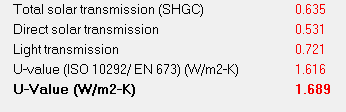 Total solar transmission (SHGC) 0.635
Direct solar transmission 0.531
Light transmission 0.721
U-value (ISO 10292/ EN 673) (W/m2-K) 1.616
U-Value (W/m2-K) 1.689